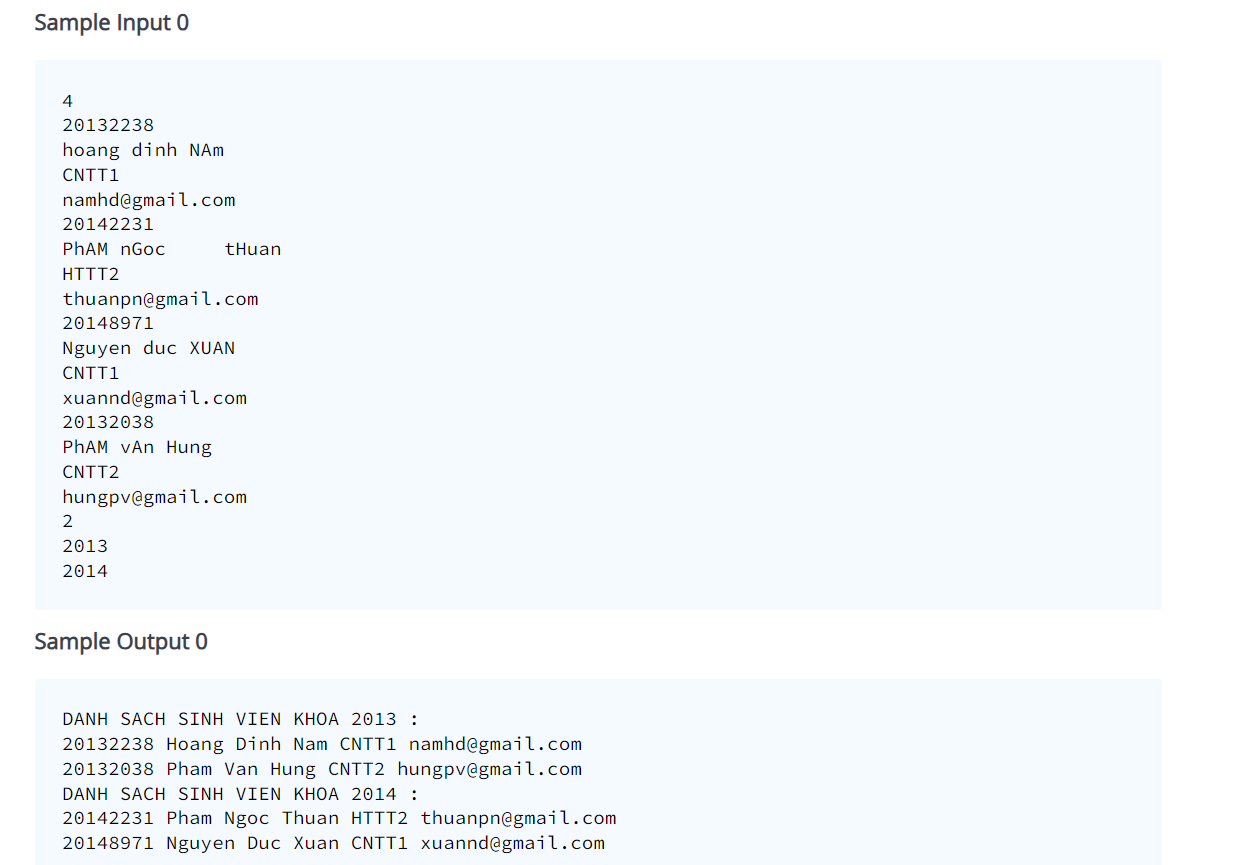 Sample Input 0
4
20132238
hoang dinh NAm
CNTT1
namhd@gmail.com
20142231
PhAM nGoc     tHuan
HTTT2
thuanpn@gmail.com
20148971
Nguyen duc XUAN
CNTT1
xuannd@gmail.com
20132038
PhAM vAn Hung
CNTT2
hungpv@gmail.com
2
2013
2014
Sample Output 0
DANH SACH SINH VIEN KHOA 2013 :
20132238 Hoang Dinh Nam CNTT1 namhd@gmail.com
20132038 Pham Van Hung CNTT2 hungpv@gmail.com
DANH SACH SINH VIEN KHOA 2014 :
20142231 Pham Ngoc Thuan HTTT2 thuanpn@gmail.com
20148971 Nguyen Duc Xuan CNTT1 xuannd@gmail.com